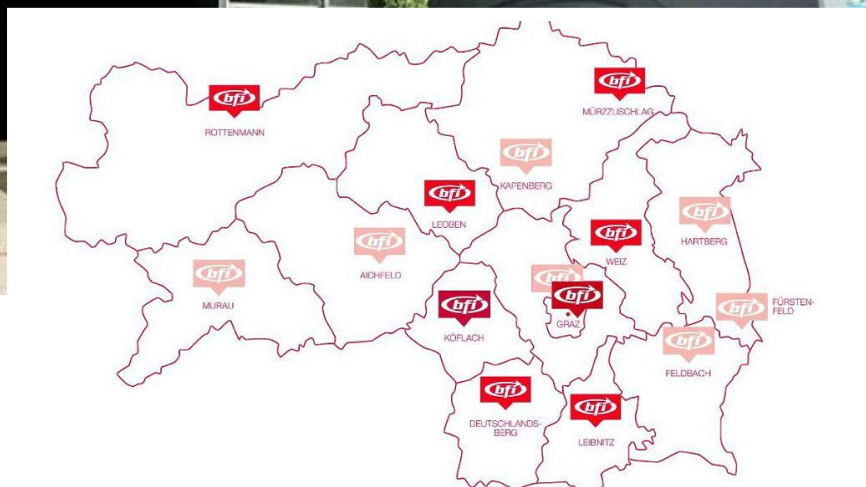 bfi
ROTTENMANN
bfi
MÜRZZUSCHLAG
bfi
KAPENBERG
bfi
LEOBEN
bfi
HARTBERG
bfi
WEIZ
bfi
AICHFELD
bfi
MURAU
bfi
bfi
GRAZ
bfi
KÖFLACH
bfi
FÜRSTEN-
FELD
bfi
FELDBACH
bfi
DEUTSCHLANDS-
BERG
bfi
LEIBNITZ